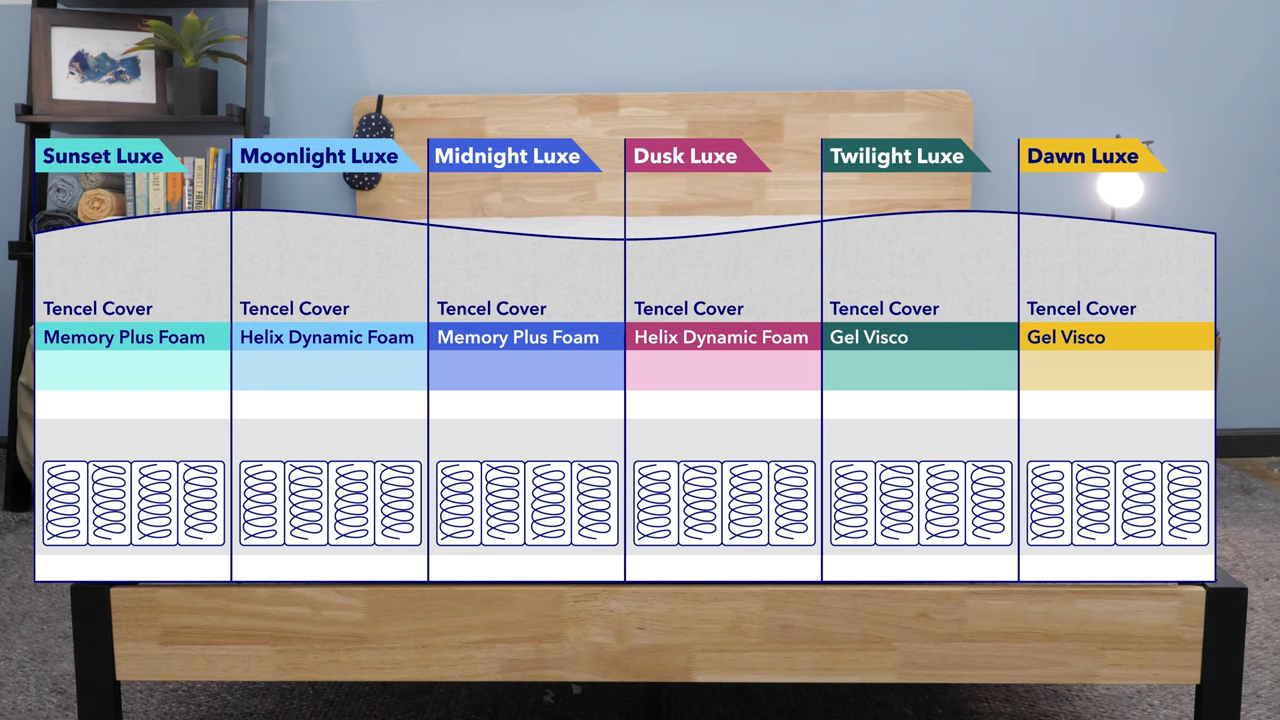 Sunset Luxe
Moonlight Luxe
Midnight Luxe
Dusk Luxe
Twilight Luxe
Dawn Luxe
Tencel Cover
Tencel Cover
Tencel Cover
Tencel Cover
Tencel Cover
Tencel Cover
Memory Plus Foam
Helix Dynamic Foam
Memory Plus Foam
Helix Dynamic Foam
Gel Visco
Gel Visco